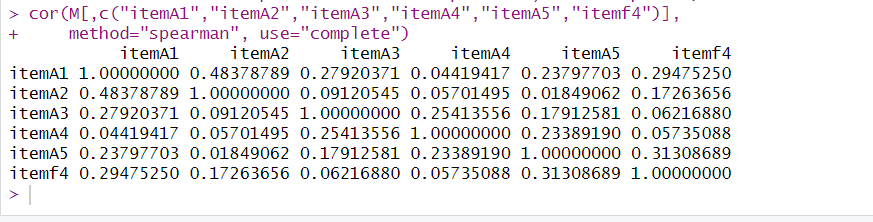 > cor(M[,c("itemA1","itemA2","itemA3","itemA4","itemA5","itemf4")],
+     method="spearman", use="complete")
           itemA1     itemA2     itemA3     itemA4     itemA5     itemf4
itemA1 1.00000000 0.48378789 0.27920371 0.04419417 0.23797703 0.29475250
itemA2 0.48378789 1.00000000 0.09120545 0.05701495 0.01849062 0.17263656
itemA3 0.27920371 0.09120545 1.00000000 0.25413556 0.17912581 0.06216880
itemA4 0.04419417 0.05701495 0.25413556 1.00000000 0.23389190 0.05735088
itemA5 0.23797703 0.01849062 0.17912581 0.23389190 1.00000000 0.31308689
itemf4 0.29475250 0.17263656 0.06216880 0.05735088 0.31308689 1.00000000
>